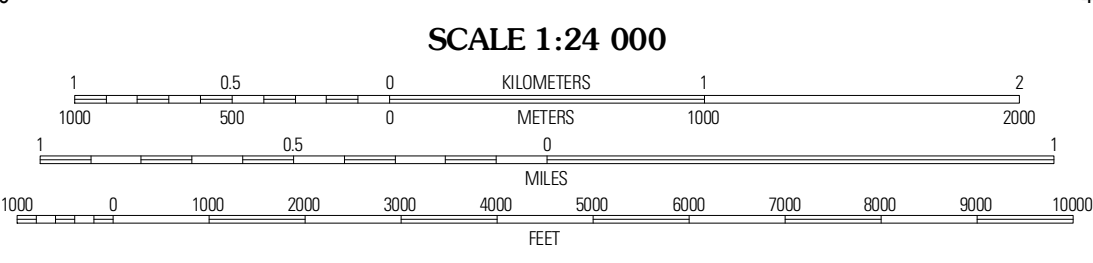 SCALE 1:24 000
1 0.5 0 KILOMETERS 1 2
1000 500 0 METERS 1000 2000
1 0.5 0 1
MILES
1000 0 1000 2000 3000 4000 5000 6000 7000 8000 9000 10000
FEET